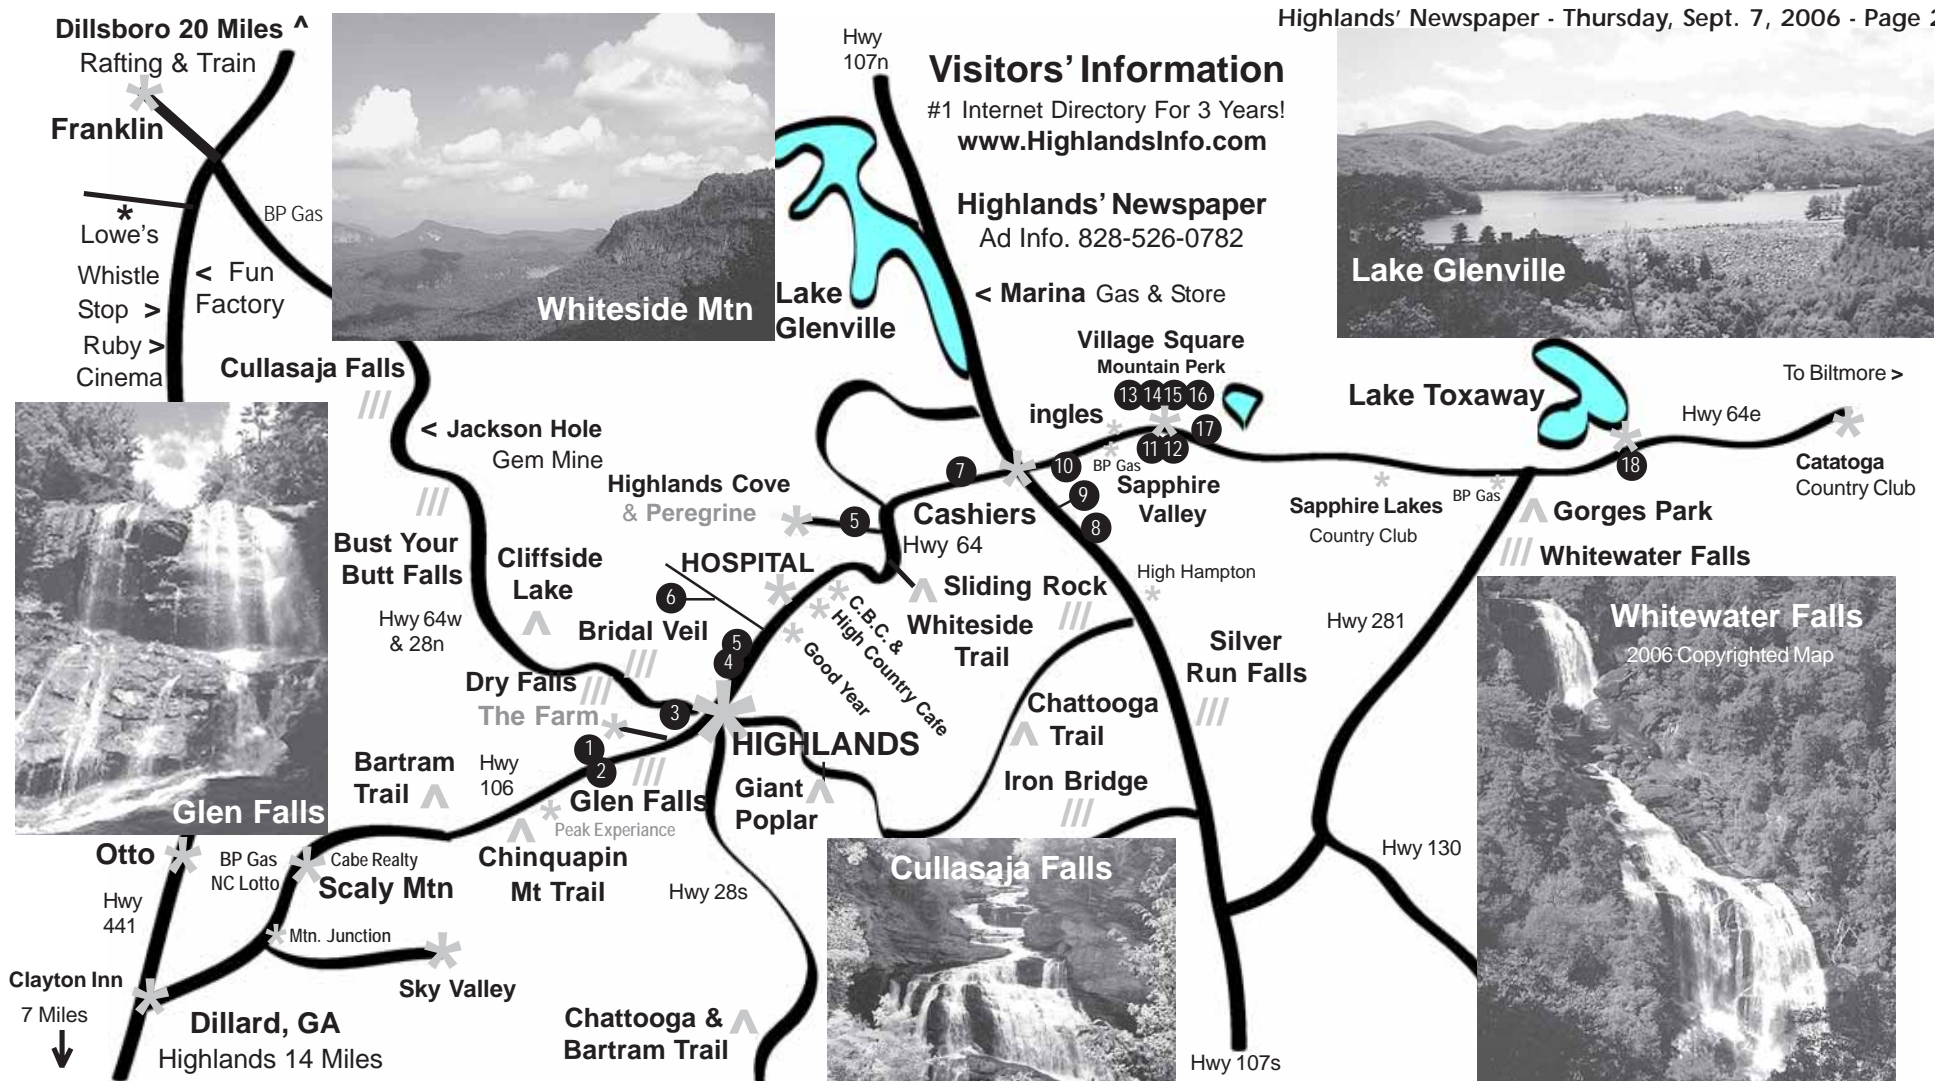 Highlands' Newspaper - Thursday, Sept. 7, 2006 - Page 2
Dillsboro 20 Miles ^
Rafting & Train
Franklin
*
Lowe's
BP Gas
Whistle
Stop >
< Fun
Factory
Ruby >
Cinema
Whiteside Mtn
Hwy
107n
Visitors' Information
#1 Internet Directory For 3 Years!
www.HighlandsInfo.com
Highlands' Newspaper
Ad Info. 828-526-0782
Lake
Glenville
< Marina Gas & Store
Lake Glenville
Village Square
Mountain Perk
13 14 15 16
ingles
17
11 12
10
BP Gas
Sapphire
Valley
Lake Toxaway
To Biltmore >
Hwy 64e
18
Catatoga
Country Club
Sapphire Lakes
Country Club
BP Gas
Gorges Park
Whitewater Falls
Cullasaja Falls
< Jackson Hole
Gem Mine
Highlands Cove
& Peregrine
5
7
9
8
Cashiers
Hwy 64
Bust Your
Butt Falls
Cliffside
Lake
HOSPITAL
6
Sliding Rock
High Hampton
Hwy 64w
& 28n
Bridal Veil
5
4
C.B.C. &
High Country Cafe
Good Year
Whiteside
Trail
Silver
Run Falls
Hwy 281
Whitewater Falls
2006 Copyrighted Map
Dry Falls
The Farm
3
HIGHLANDS
Chattooga
Trail
Iron Bridge
1
2
Bartram
Trail
Hwy
106
Glen Falls
Peak Experiance
Giant
Poplar
Glen Falls
Chinquapin
Mt Trail
Hwy 28s
Hwy 130
Otto
BP Gas
NC Lotto
Cabe Realty
Scaly Mtn
Cullasaja Falls
Hwy
441
Mtn. Junction
Sky Valley
Clayton Inn
7 Miles
Dillard, GA
Highlands 14 Miles
Chattooga &
Bartram Trail
Hwy 107s